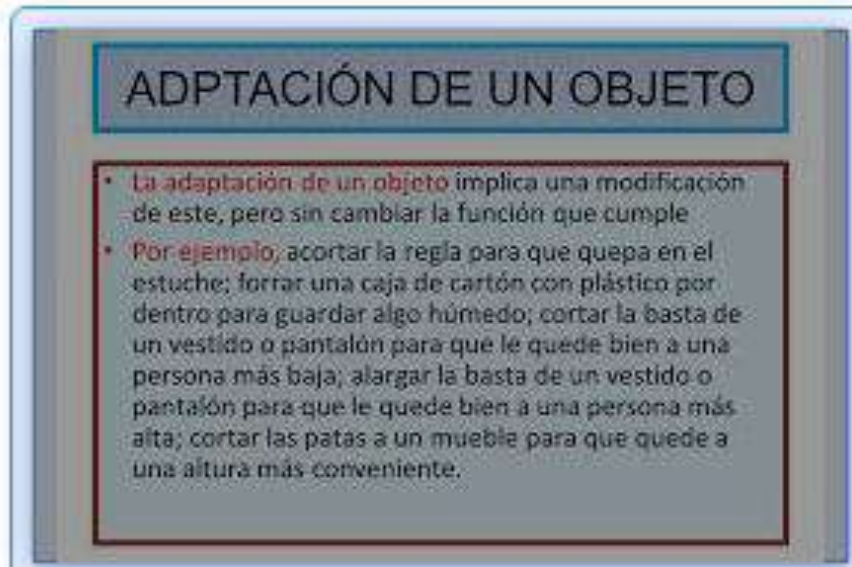 ADPTACIÓN DE UN OBJETO
• La adaptación de un objeto implica una modificación
de este, pero sin cambiar la función que cumple
• Por ejemplo, acortar la regla para que quepa en el
estuche; forrar una caja de cartón con plástico por
dentro para guardar algo húmedo; cortar la basta de
un vestido o pantalón para que le quede bien a una
persona más baja; alargar la basta de un vestido o
pantalón para que le quede bien a una persona más
alta; cortar las patas a un mueble para que quede a
una altura más conveniente.